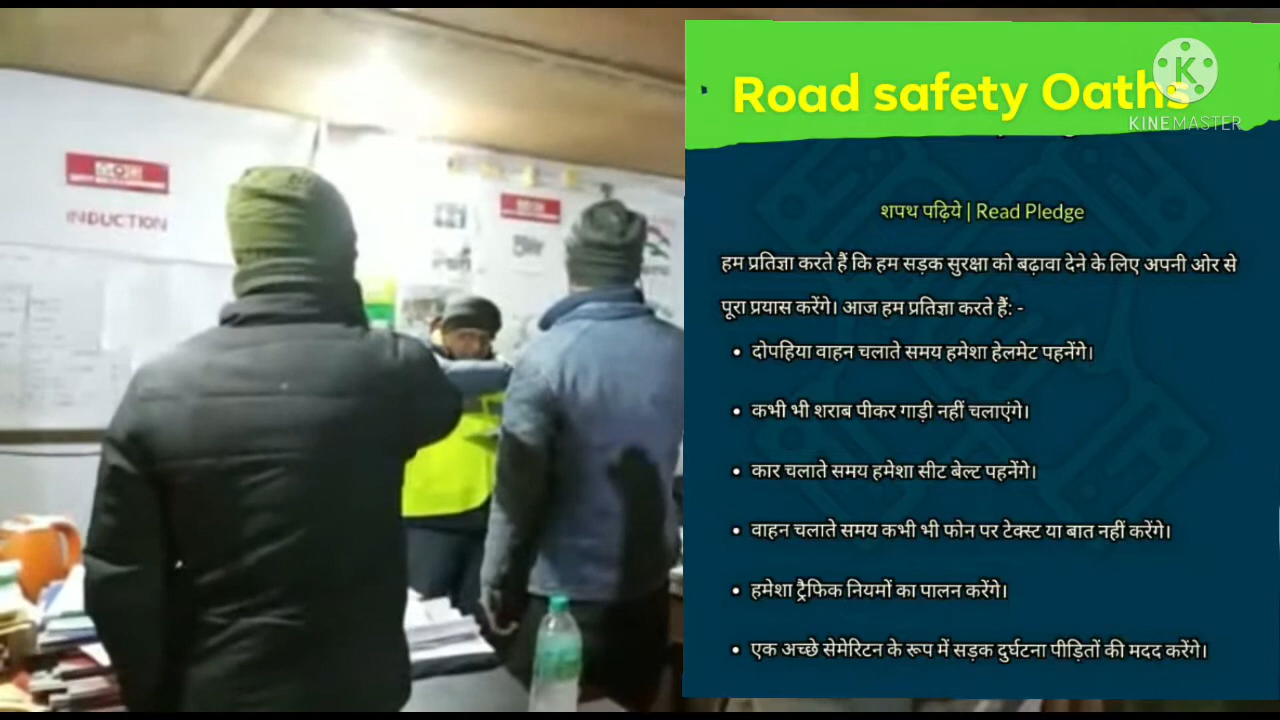 INDUCTION
Road safety Oaths
KINEMASTER
शपथ पढ़िये | Read Pledge
हम प्रतिज्ञा करते हैं कि हम सड़क सुरक्षा को बढ़ावा देने के लिए अपनी ओर से
पूरा प्रयास करेंगे। आज हम प्रतिज्ञा करते हैं: -
• दोपहिया वाहन चलाते समय हमेशा हेलमेट पहनेंगे।
• कभी भी शराब पीकर गाड़ी नहीं चलाएंगे।
• कार चलाते समय हमेशा सीट बेल्ट पहनेंगे।
• वाहन चलाते समय कभी भी फोन पर टेक्स्ट या बात नहीं करेंगे।
• हमेशा ट्रैफिक नियमों का पालन करेंगे।
• एक अच्छे सेमेरिटन के रूप में सड़क दुर्घटना पीड़ितों की मदद करेंगे।